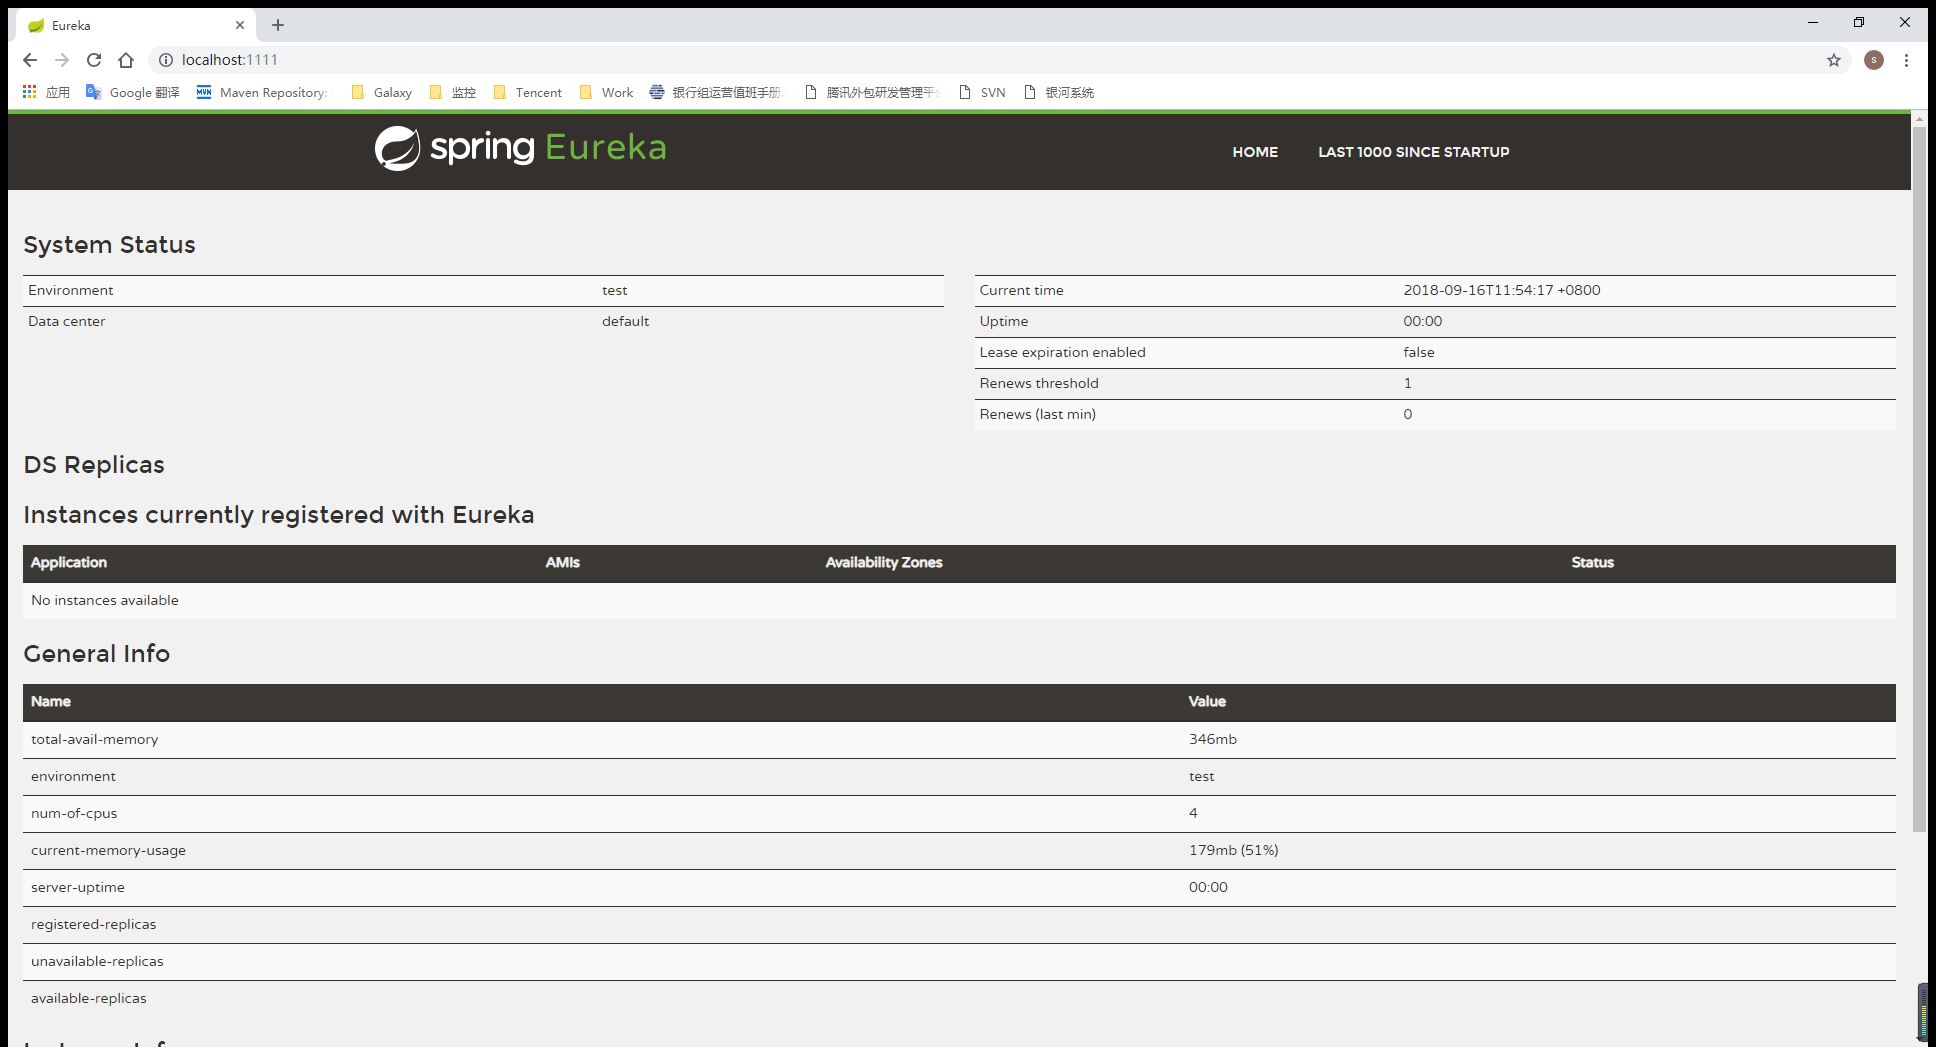 Eureka
localhost:1111
s
应用 Google 翻译 Maven Repository: Galaxy 监控 Tencent Work 银行组运营值班手册 腾讯外包研发管理平 SVN 银河系统
spring Eureka
HOME LAST 1000 SINCE STARTUP
System Status
Environment test
Data center default
Current time 2018-09-16T11:54:17 +0800
Uptime 00:00
Lease expiration enabled false
Renews threshold 1
Renews (last min) 0
DS Replicas
Instances currently registered with Eureka
Application AMIs Availability Zones Status
No instances available
General Info
Name Value
total-avail-memory 346mb
environment test
num-of-cpus 4
current-memory-usage 179mb (51%)
server-uptime 00:00
registered-replicas
unavailable-replicas
available-replicas